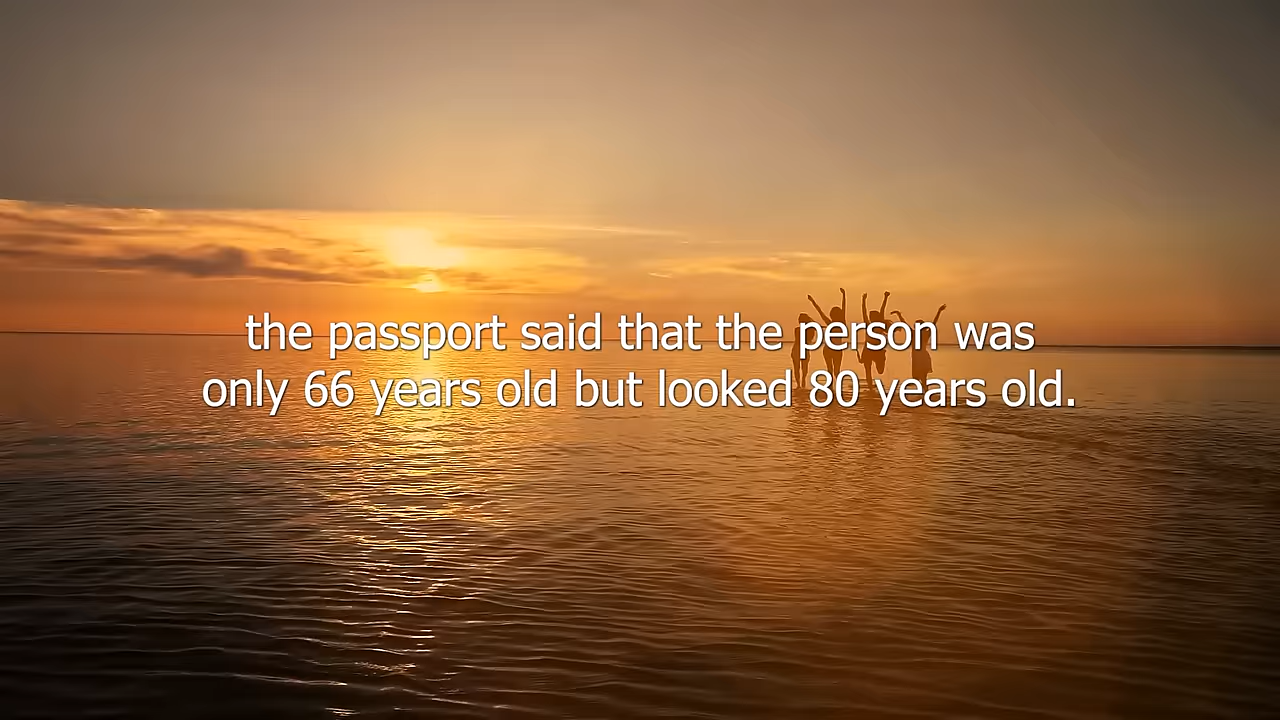 the passport said that the person was
only 66 years old but looked 80 years old.